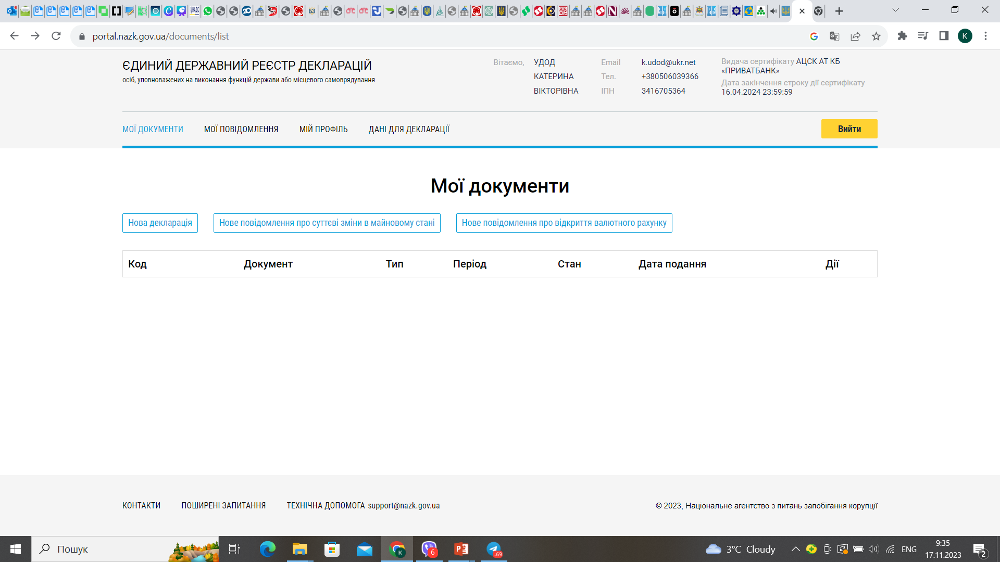 portal.nazk.gov.ua/documents/list
K
ЄДИНИЙ ДЕРЖАВНИЙ РЕЄСТР ДЕКЛАРАЦІЙ
осіб, уповноважених на виконання функцій держави або місцевого самоврядування
Вітаємо, УДОД
КАТЕРИНА
ВІКТОРІВНА
Email k.udod@ukr.net
Тел. +380506039366
ІПН 3416705364
Видача сертифікату АЦСК АТ КБ
«ПРИВАТБАНК»
Дата закінчення строку дії сертифікату
16.04.2024 23:59:59
МОЇ ДОКУМЕНТИ МОЇ ПОВІДОМЛЕННЯ МІЙ ПРОФІЛЬ ДАНІ ДЛЯ ДЕКЛАРАЦІЇ Вийти
Мої документи
Нова декларація Нове повідомлення про суттєві зміни в майновому стані Нове повідомлення про відкриття валютного рахунку
Код Документ Тип Період Стан Дата подання Дії
КОНТАКТИ ПОШИРЕНІ ЗАПИТАННЯ ТЕХНІЧНА ДОПОМОГА support@nazk.gov.ua © 2023, Національне агентство з питань запобігання корупції
Пошук
K
6
..69
3°C Cloudy
ENG
9:35
17.11.2023
2